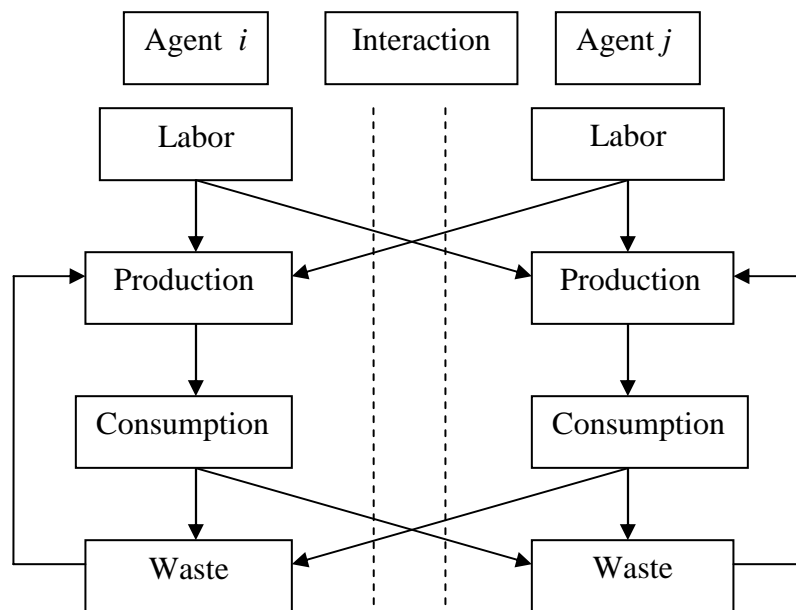 Agent i
Interaction
Agent j
Labor
Labor
Production
Production
Consumption
Consumption
Waste
Waste